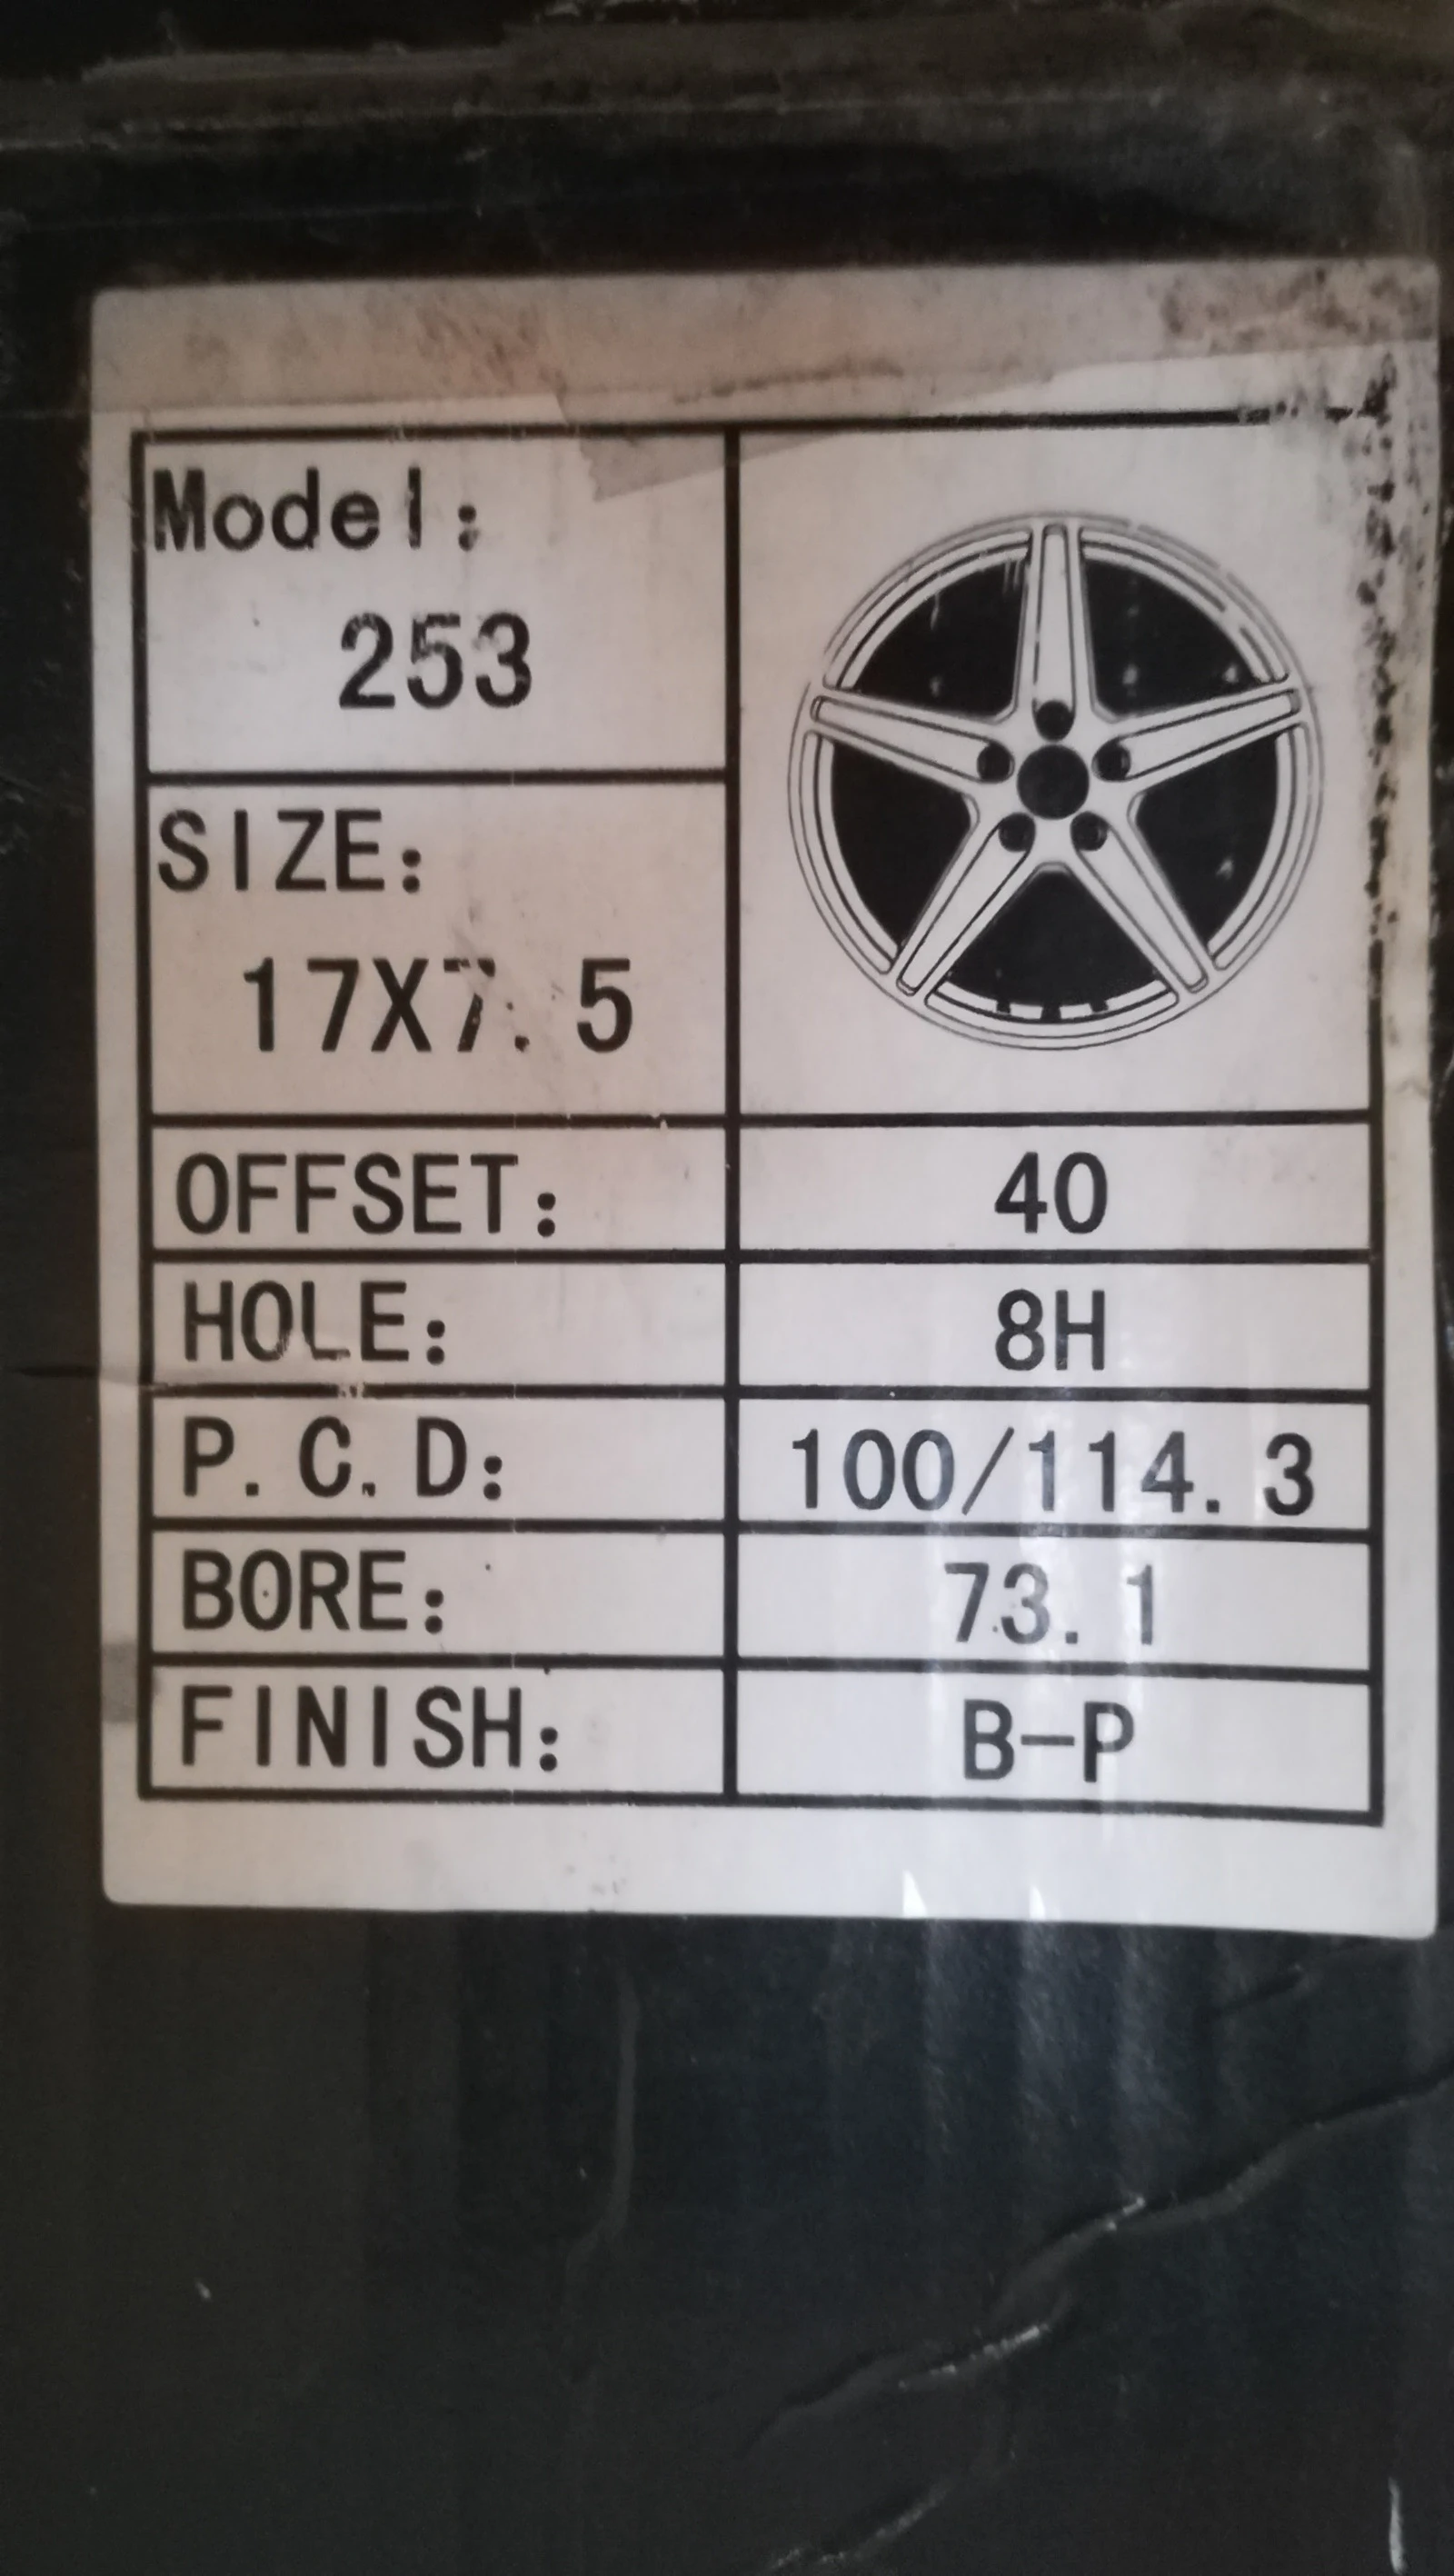 Model:
253
SIZE:
17X7.5
OFFSET: 40
HOLE: 8H
P.C.D: 100/114.3
BORE: 73.1
FINISH: B-P